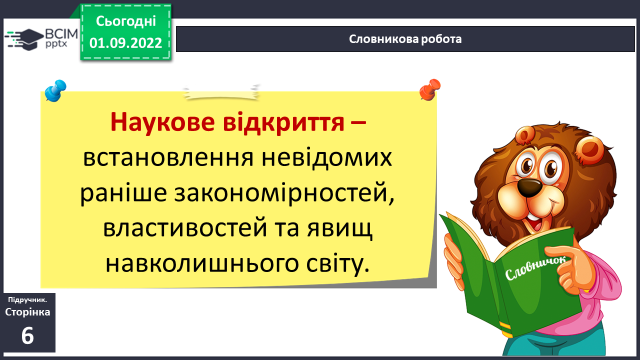 ВСІМ
pptx
Сьогодні
01.09.2022
Словникова робота
Наукове відкриття –
встановлення невідомих
раніше закономірностей,
властивостей та явищ
навколишнього світу.
Словничок
Підручник.
Сторінка
6